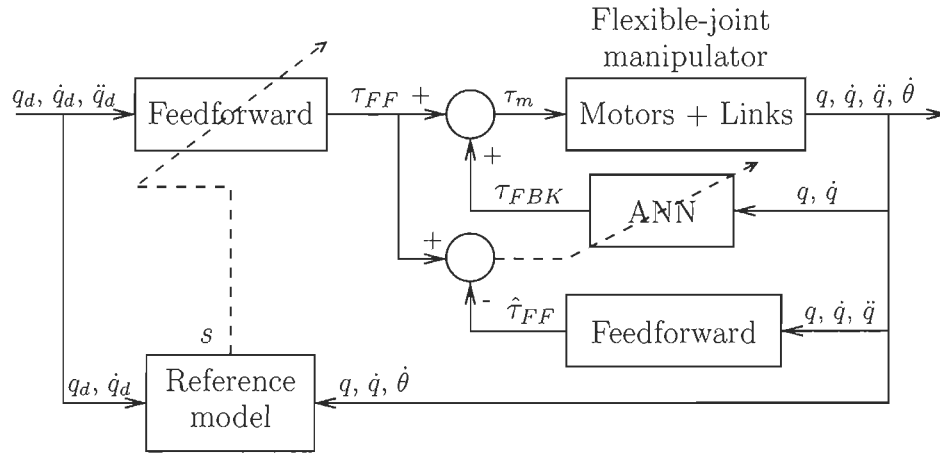 Flexible-joint
manipulator
q_d, q̇_d, q̈_d
Feedforward
τ_FF +
τ_m
Motors + Links
q, q̇, q̈, θ̇
+
τ_FBK
ANN
q, q̇
+
-
τ̂_FF
Feedforward
q, q̇, q̈
s
q_d, q̇_d
Reference
model
q, q̇, θ̇